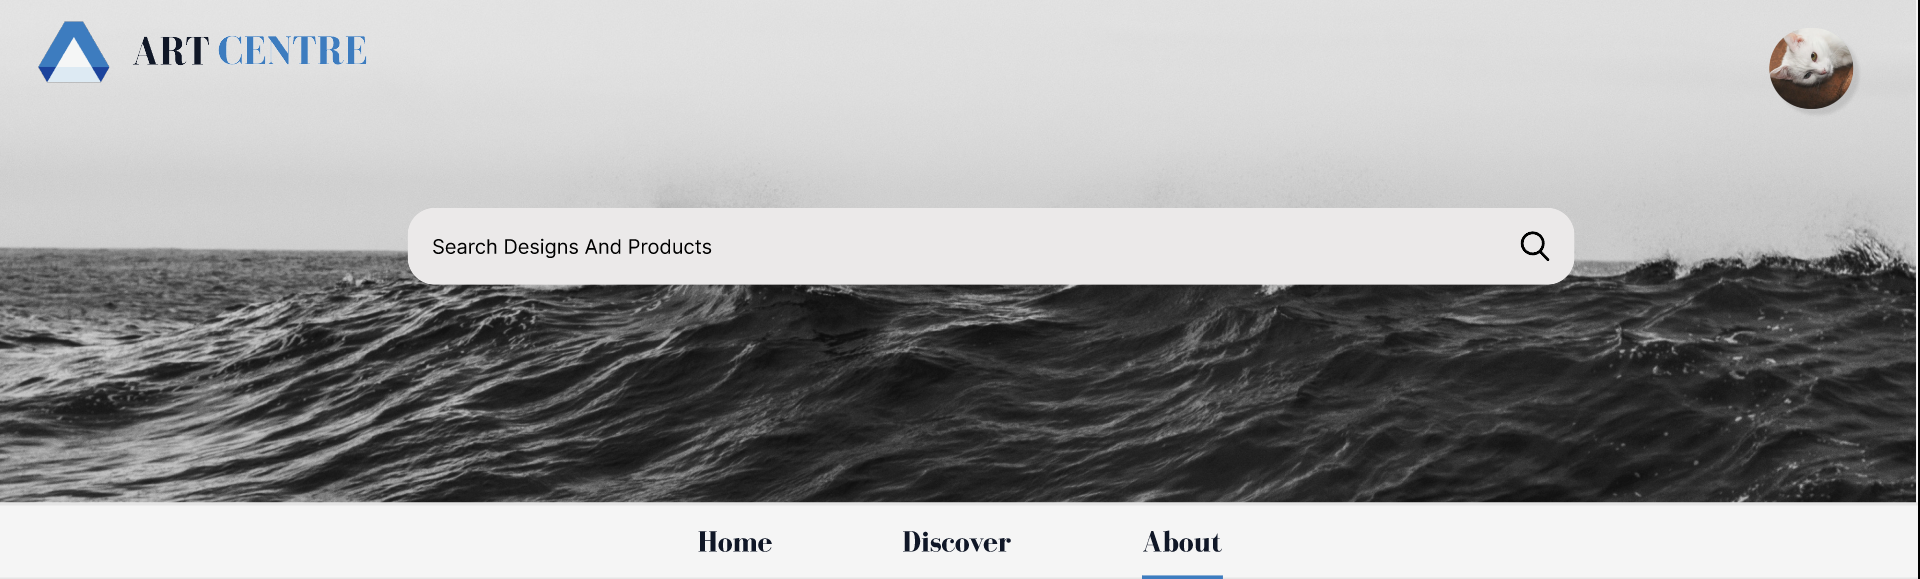 ART CENTRE
Search Designs And Products
Home Discover About